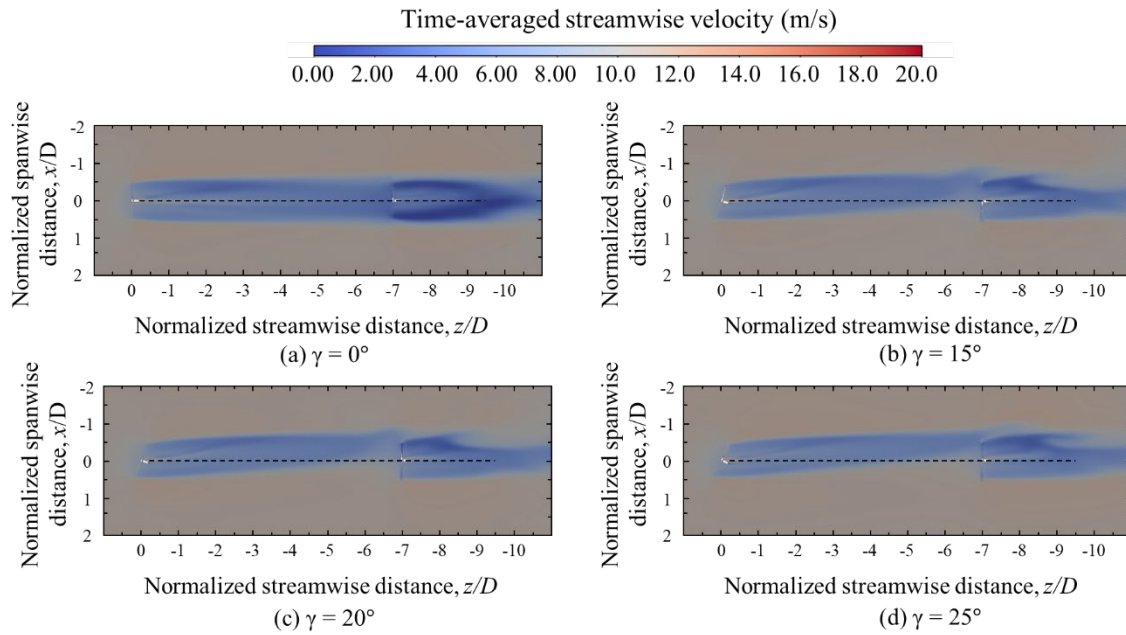 Time-averaged streamwise velocity (m/s)
0.00 2.00 4.00 6.00 8.00 10.0 12.0 14.0 16.0 18.0 20.0
Normalized spanwise
distance, x/D
-2
-1
0
1
2
0 -1 -2 -3 -4 -5 -6 -7 -8 -9 -10
Normalized streamwise distance, z/D
(a) γ = 0°
Normalized spanwise
distance, x/D
-2
-1
0
1
2
0 -1 -2 -3 -4 -5 -6 -7 -8 -9 -10
Normalized streamwise distance, z/D
(b) γ = 15°
Normalized spanwise
distance, x/D
-2
-1
0
1
2
0 -1 -2 -3 -4 -5 -6 -7 -8 -9 -10
Normalized streamwise distance, z/D
(c) γ = 20°
Normalized spanwise
distance, x/D
-2
-1
0
1
2
0 -1 -2 -3 -4 -5 -6 -7 -8 -9 -10
Normalized streamwise distance, z/D
(d) γ = 25°